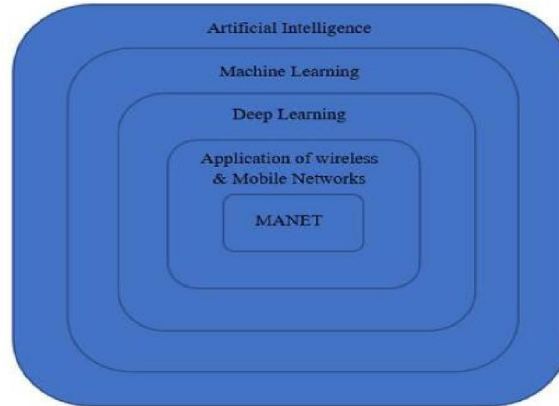 Artificial Intelligence
Machine Learning
Deep Learning
Application of wireless
& Mobile Networks
MANET